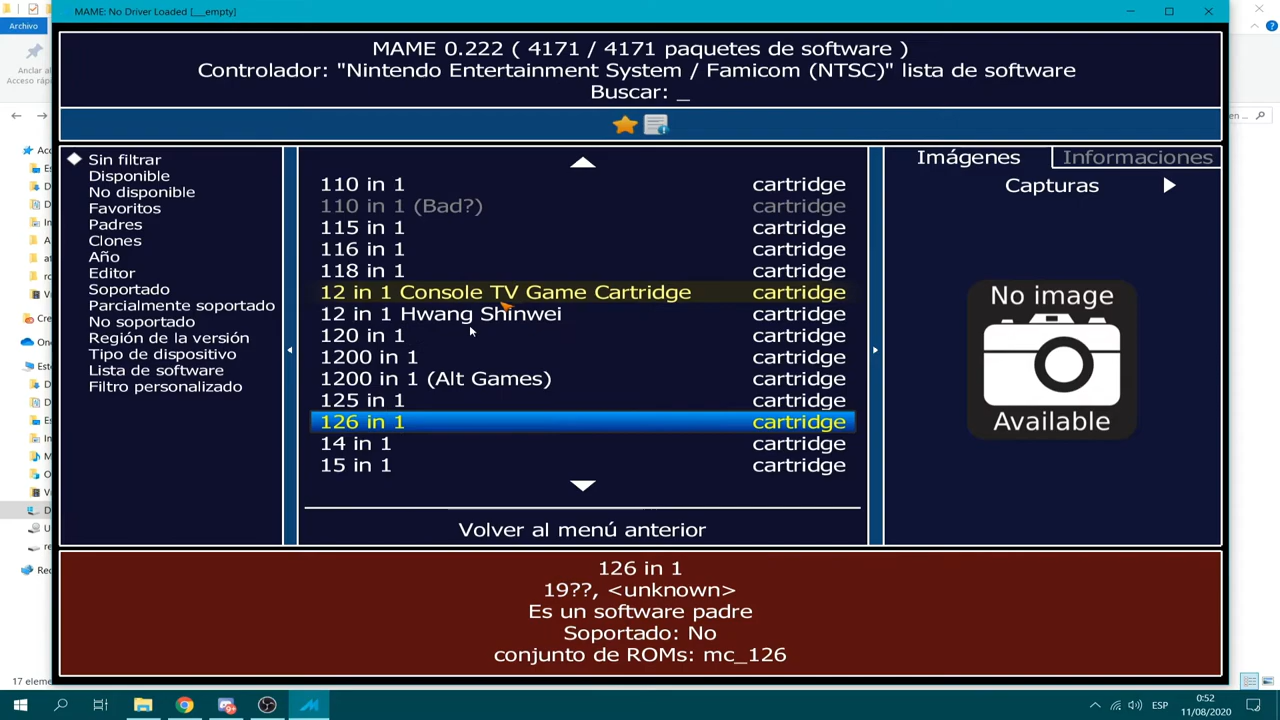 MAME: No Driver Loaded [___empty]
Archivo
Anclar al
Acceso rápi
MAME 0.222 ( 4171 / 4171 paquetes de software )
Controlador: "Nintendo Entertainment System / Famicom (NTSC)" lista de software
Buscar: _
Sin filtrar
Disponible
No disponible
Favoritos
Padres
Clones
Año
Editor
Soportado
Parcialmente soportado
No soportado
Región de la versión
Tipo de dispositivo
Lista de software
Filtro personalizado
110 in 1 cartridge
110 in 1 (Bad?) cartridge
115 in 1 cartridge
116 in 1 cartridge
118 in 1 cartridge
12 in 1 Console TV Game Cartridge cartridge
12 in 1 Hwang Shinwei cartridge
120 in 1 cartridge
1200 in 1 cartridge
1200 in 1 (Alt Games) cartridge
125 in 1 cartridge
126 in 1 cartridge
14 in 1 cartridge
15 in 1 cartridge
Volver al menú anterior
Imágenes Informaciones
Capturas
No image
Available
126 in 1
19??, <unknown>
Es un software padre
Soportado: No
conjunto de ROMs: mc_126
17 eleme
ESP
0:52
11/08/2020